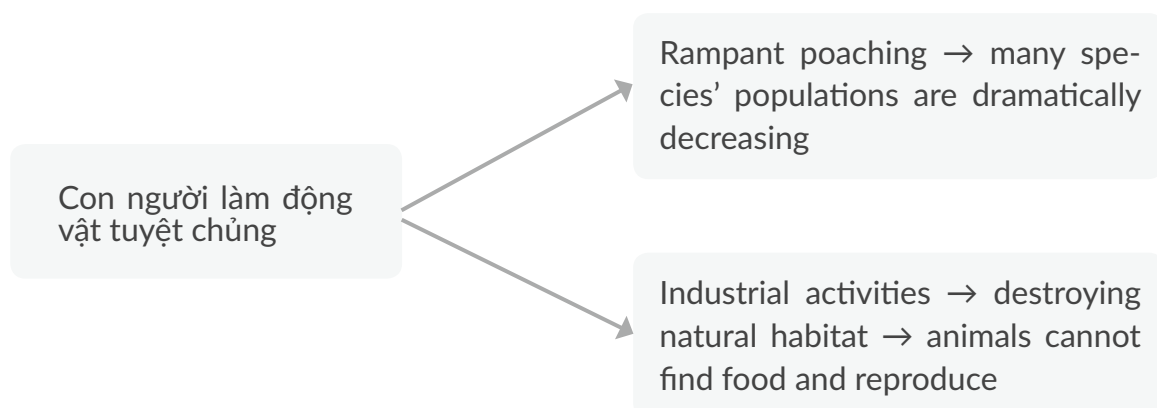 Con người làm động
vật tuyệt chủng
Rampant poaching → many spe-
cies’ populations are dramatically
decreasing
Industrial activities → destroying
natural habitat → animals cannot
find food and reproduce